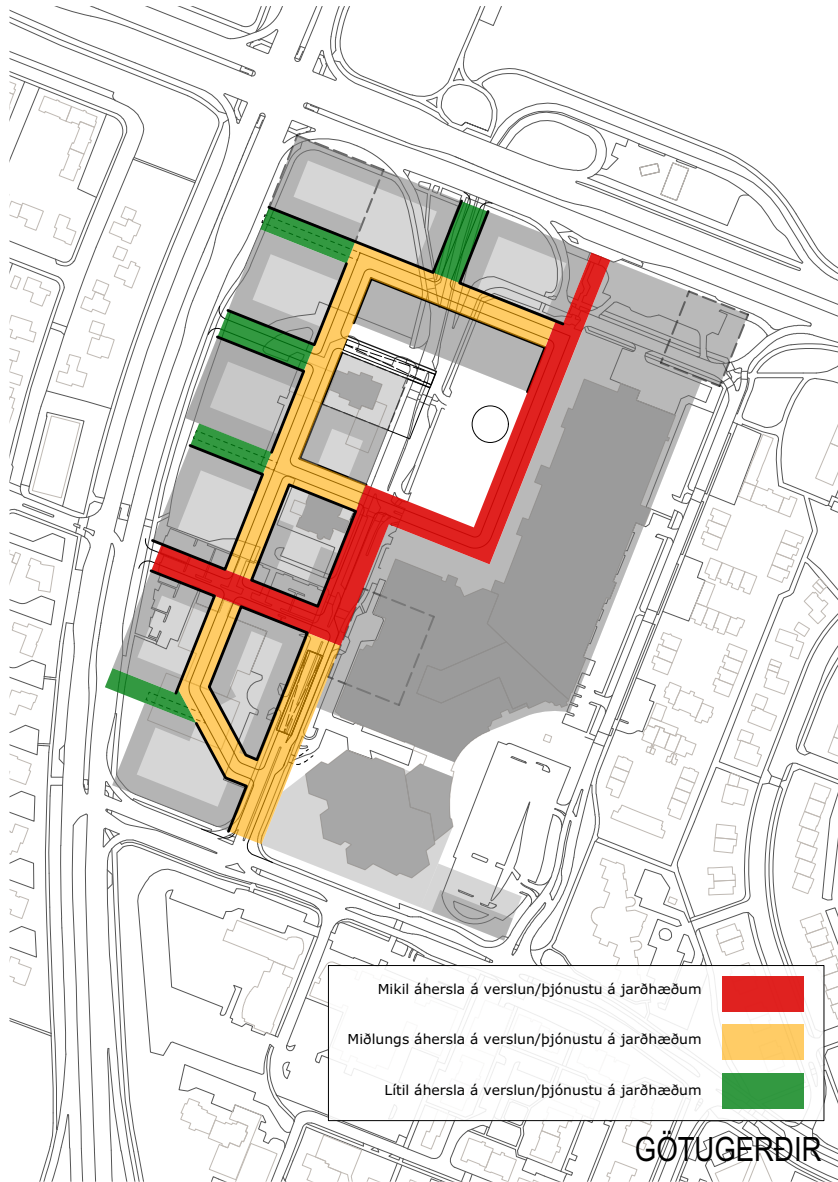 Mikil áhersla á verslun/þjónustu á jarðhæðum
Miðlungs áhersla á verslun/þjónustu á jarðhæðum
Lítil áhersla á verslun/þjónustu á jarðhæðum
GÖTUGERÐIR